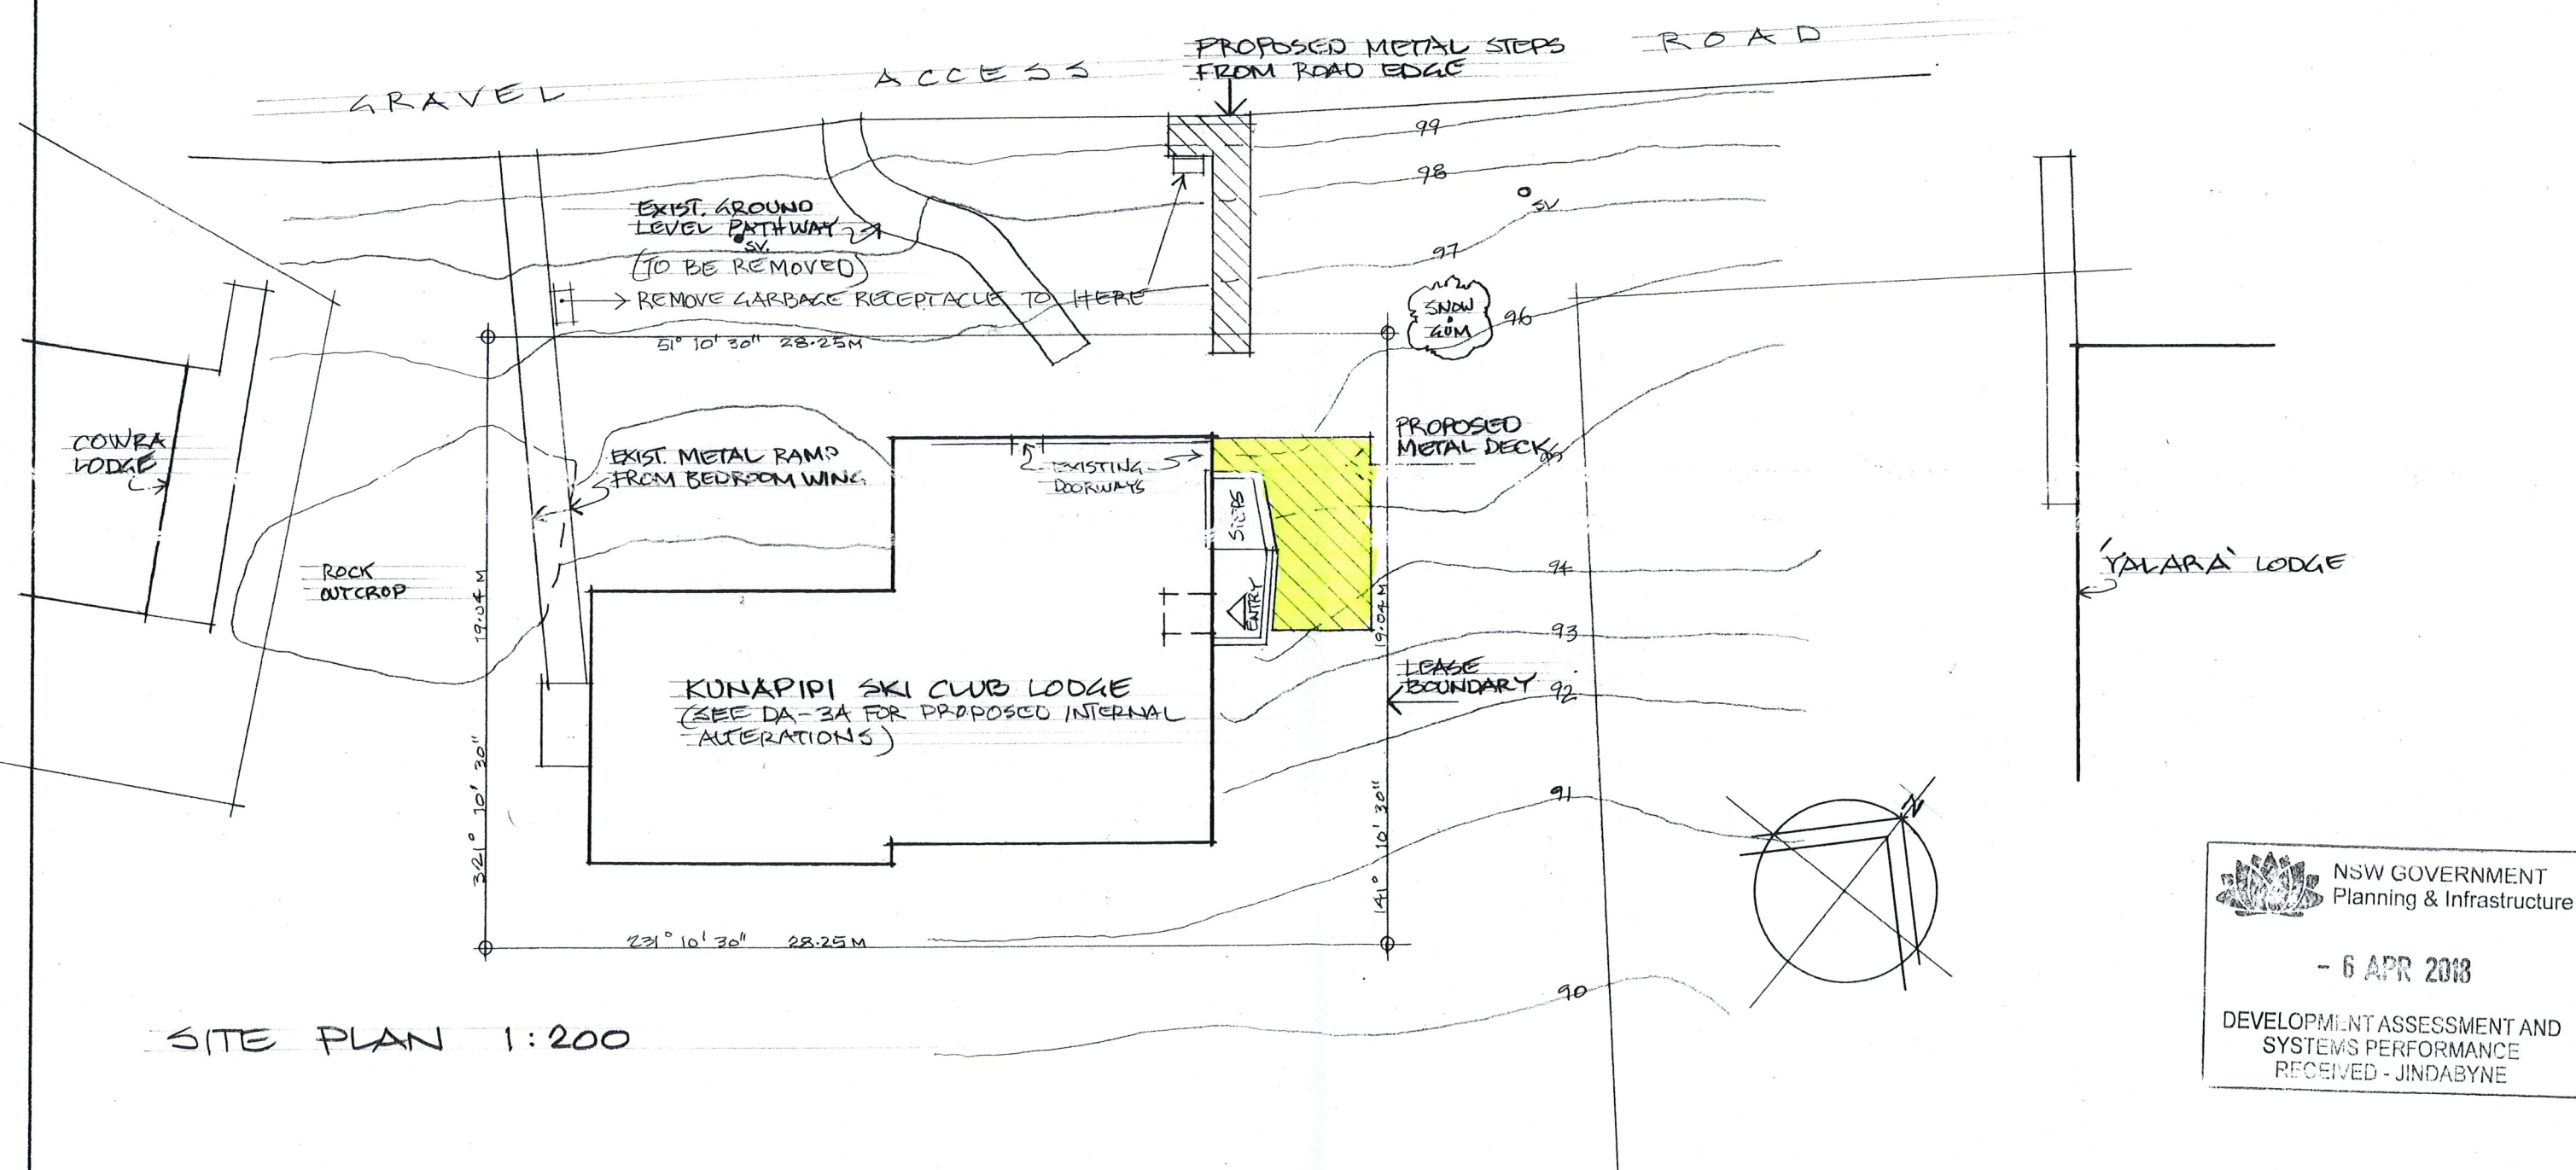 GRAVEL ACCESS ROAD
PROPOSED METAL STEPS
FROM ROAD EDGE
99
98
SV
97
EXIST. GROUND
LEVEL PATHWAY
SV.
(TO BE REMOVED)
REMOVE GARBAGE RECEPTACLE TO HERE
SNOW
GUM
96
51° 10' 30" 28.25M
COWRA
LODGE
EXIST. METAL RAMP
FROM BEDROOM WING
EXISTING
DOORWAYS
PROPOSED
METAL DECK
STEPS
ENTRY
ROCK
OUTCROP
94
'YALARA' LODGE
19.04M
19.04M
93
LEASE
BOUNDARY
92
KUNAPIPI SKI CLUB LODGE
(SEE DA-3A FOR PROPOSED INTERNAL
ALTERATIONS)
321° 10' 30"
141° 10' 30"
91
N
231° 10' 30" 28.25M
90
SITE PLAN 1:200
NSW GOVERNMENT
Planning & Infrastructure
- 6 APR 2018
DEVELOPMENT ASSESSMENT AND
SYSTEMS PERFORMANCE
RECEIVED - JINDABYNE